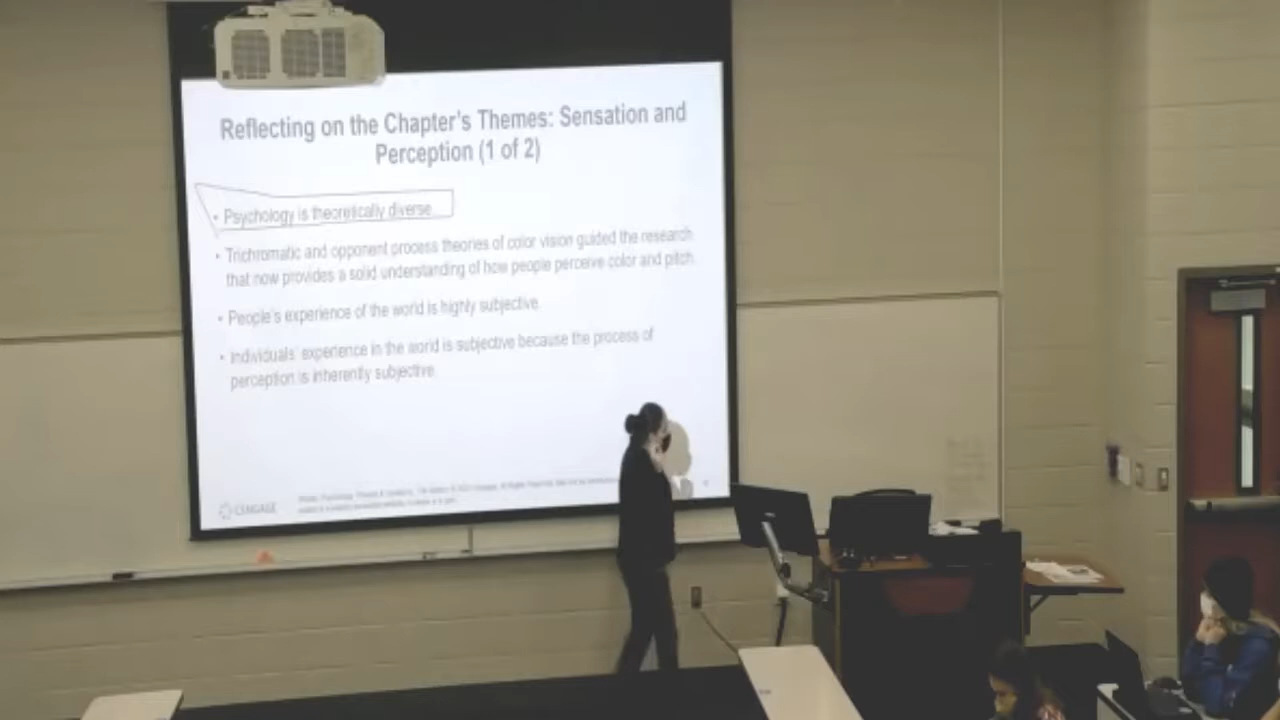 Reflecting on the Chapter's Themes: Sensation and
Perception (1 of 2)
• Psychology is theoretically diverse.
• Trichromatic and opponent process theories of color vision guided the research
that now provides a solid understanding of how people perceive color and pitch.
• People's experience of the world is highly subjective.
• Individuals' experience in the world is subjective because the process of
perception is inherently subjective.
CENGAGE